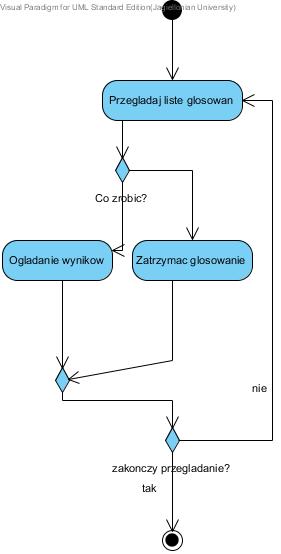 Visual Paradigm for UML Standard Edition(Jagiellonian University)
Przegladaj liste glosowan
Co zrobic?
Ogladanie wynikow
Zatrzymac glosowanie
nie
zakonczy przegladanie?
tak